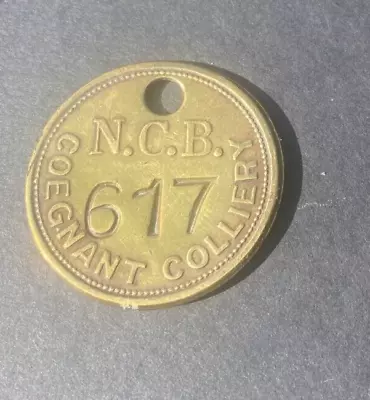 N.C.B.
617
COEGNANT COLLIERY